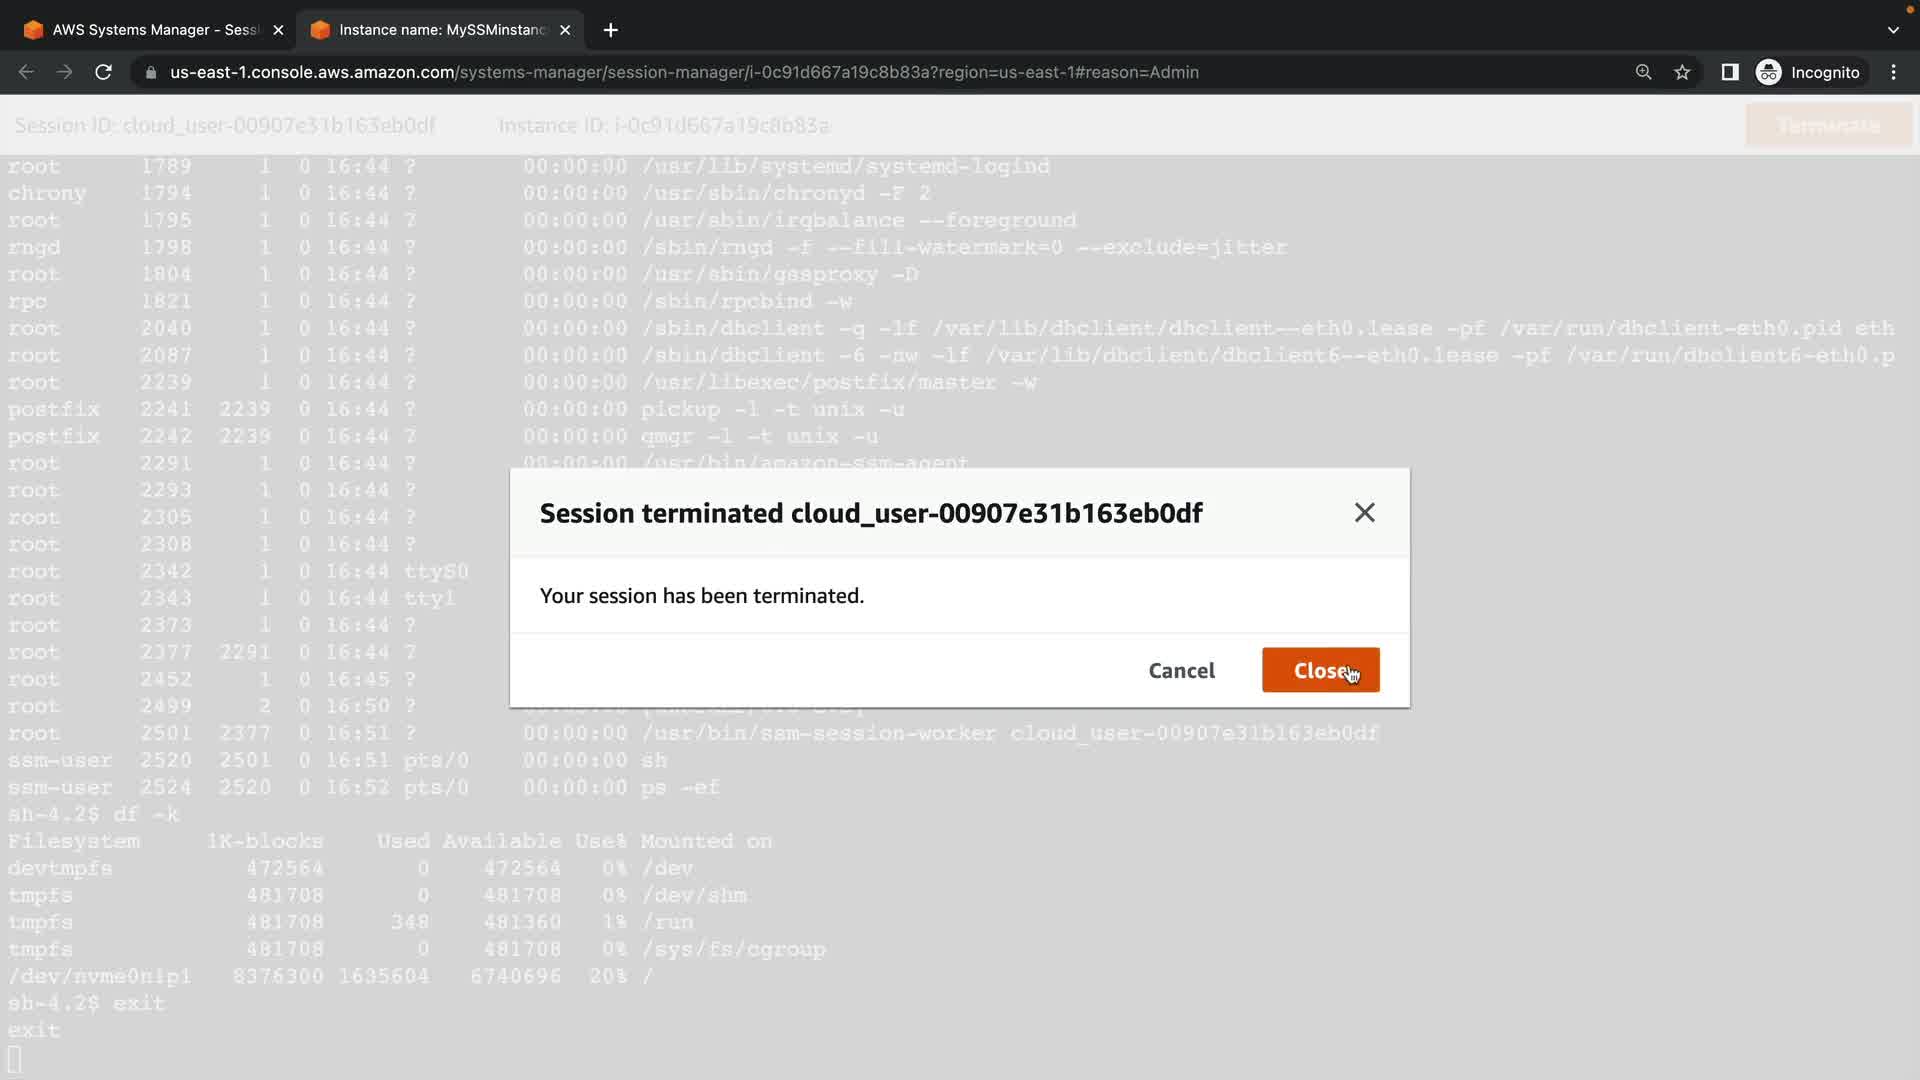 AWS Systems Manager - Sess
Instance name: MySSMinstanc
us-east-1.console.aws.amazon.com/systems-manager/session-manager/i-0c91d667a19c8b83a?region=us-east-1#reason=Admin
Incognito
Session ID: cloud_user-00907e31b163eb0df Instance ID: i-0c91d667a19c8b83a Terminate
root 1789 1 0 16:44 ? 00:00:00 /usr/lib/systemd/systemd-logind
chrony 1794 1 0 16:44 ? 00:00:00 /usr/sbin/chronyd -F 2
root 1795 1 0 16:44 ? 00:00:00 /usr/sbin/irqbalance --foreground
rngd 1798 1 0 16:44 ? 00:00:00 /sbin/rngd -f --fill-watermark=0 --exclude=jitter
root 1804 1 0 16:44 ? 00:00:00 /usr/sbin/gssproxy -D
rpc 1821 1 0 16:44 ? 00:00:00 /sbin/rpcbind -w
root 2040 1 0 16:44 ? 00:00:00 /sbin/dhclient -q -lf /var/lib/dhclient/dhclient--eth0.lease -pf /var/run/dhclient-eth0.pid eth
root 2087 1 0 16:44 ? 00:00:00 /sbin/dhclient -6 -nw -lf /var/lib/dhclient/dhclient6--eth0.lease -pf /var/run/dhclient6-eth0.p
root 2239 1 0 16:44 ? 00:00:00 /usr/libexec/postfix/master -w
postfix 2241 2239 0 16:44 ? 00:00:00 pickup -l -t unix -u
postfix 2242 2239 0 16:44 ? 00:00:00 qmgr -l -t unix -u
root 2291 1 0 16:44 ? 00:00:00 /usr/bin/amazon-ssm-agent
root 2293 1 0 16:44 ?
root 2305 1 0 16:44 ?
root 2308 1 0 16:44 ?
root 2342 1 0 16:44 ttyS0
root 2343 1 0 16:44 tty1
root 2373 1 0 16:44 ?
root 2377 2291 0 16:44 ?
root 2452 1 0 16:45 ?
root 2499 2 0 16:50 ?
Session terminated cloud_user-00907e31b163eb0df
Your session has been terminated.
Cancel Close
root 2501 2377 0 16:51 ? 00:00:00 /usr/bin/ssm-session-worker cloud_user-00907e31b163eb0df
ssm-user 2520 2501 0 16:51 pts/0 00:00:00 sh
ssm-user 2524 2520 0 16:52 pts/0 00:00:00 ps -ef
sh-4.2$ df -k
Filesystem 1K-blocks Used Available Use% Mounted on
devtmpfs 472564 0 472564 0% /dev
tmpfs 481708 0 481708 0% /dev/shm
tmpfs 481708 348 481360 1% /run
tmpfs 481708 0 481708 0% /sys/fs/cgroup
/dev/nvme0n1p1 8376300 1635604 6740696 20% /
sh-4.2$ exit
exit